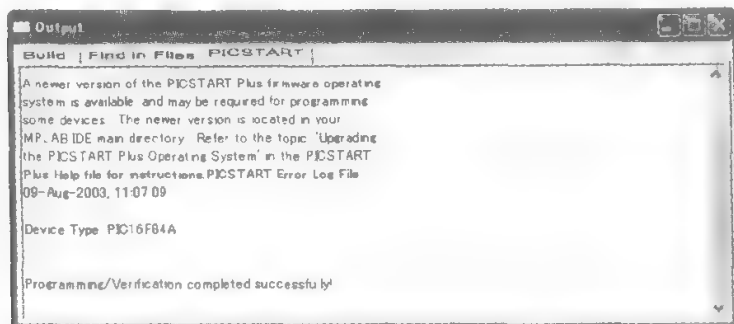 Output
Build | Find in Files PICSTART |
A newer version of the PICSTART Plus firmware operating
system is available and may be required for programming
some devices The newer version is located in your
MPLAB IDE main directory Refer to the topic 'Upgrading
the PICSTART Plus Operating System' in the PICSTART
Plus Help file for instructions.PICSTART Error Log File
09-Aug-2003, 11:07 09
Device Type PIC16F84A
Programming/Verification completed successfully!